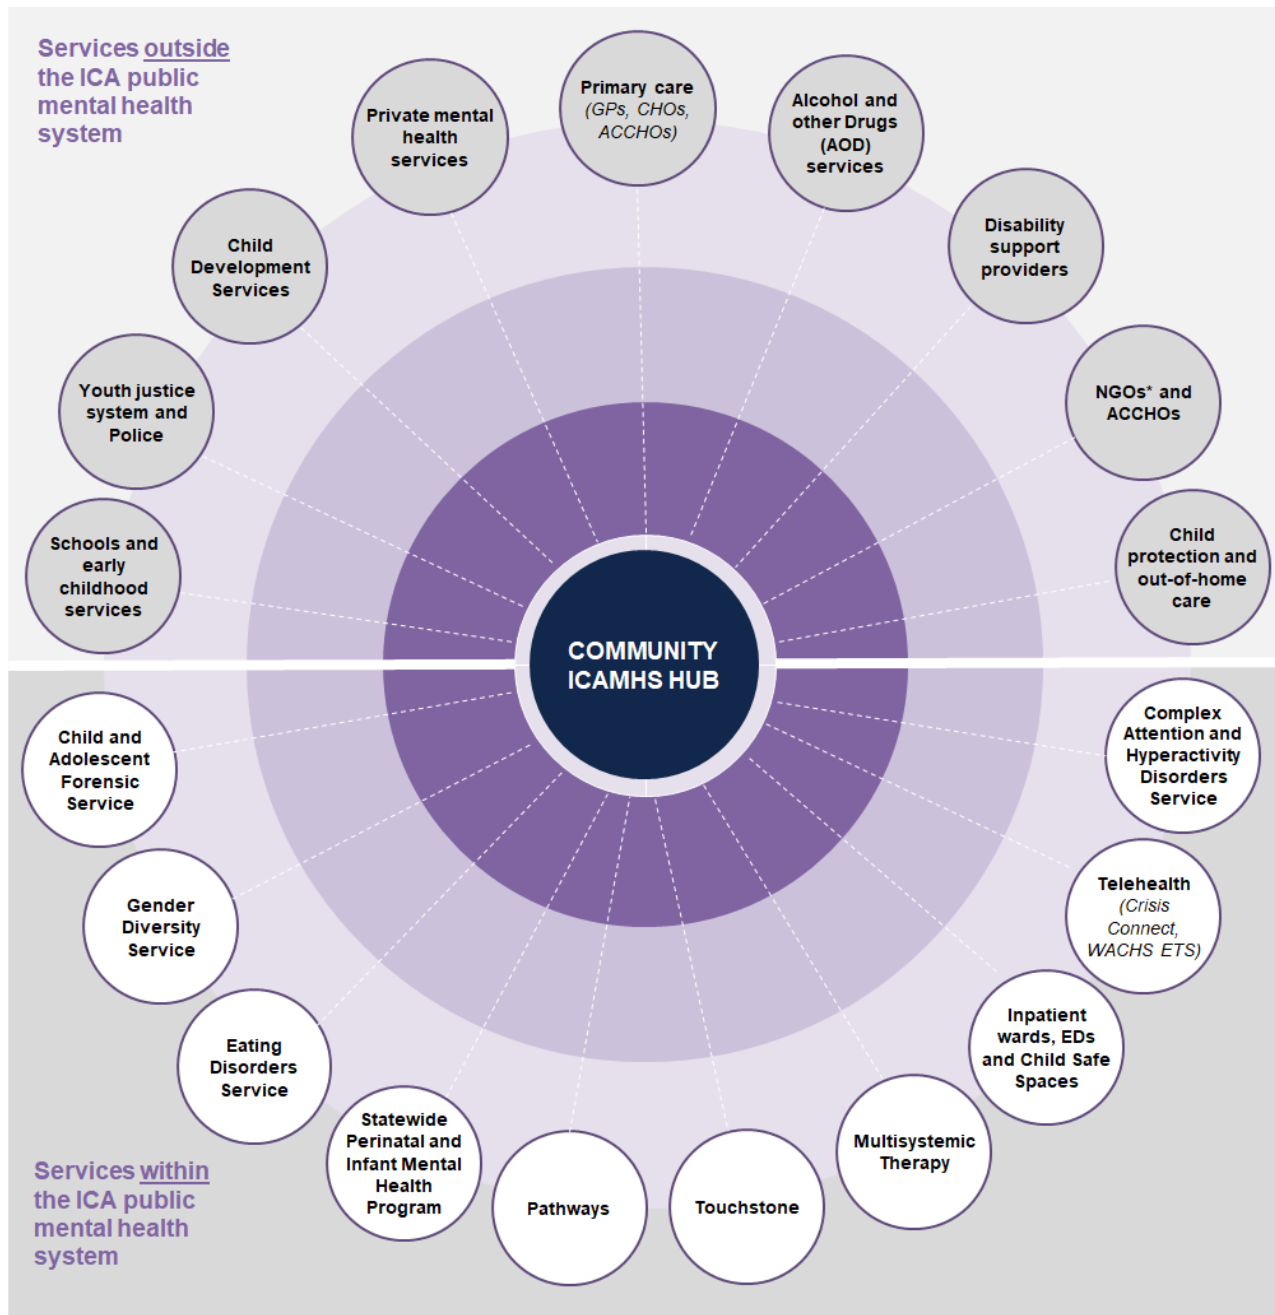 Services outside
the ICA public
mental health
system
Primary care
(GPs, CHOs,
ACCHOs)
Private mental
health
services
Alcohol and
other Drugs
(AOD)
services
Child
Development
Services
Disability
support
providers
Youth justice
system and
Police
NGOs* and
ACCHOs
Schools and
early
childhood
services
Child
protection and
out-of-home
care
COMMUNITY
ICAMHS HUB
Child and
Adolescent
Forensic
Service
Complex
Attention and
Hyperactivity
Disorders
Service
Gender
Diversity
Service
Telehealth
(Crisis
Connect,
WACHS ETS)
Eating
Disorders
Service
Inpatient
wards, EDs
and Child Safe
Spaces
Statewide
Perinatal and
Infant Mental
Health
Program
Pathways
Touchstone
Multisystemic
Therapy
Services within
the ICA public
mental health
system